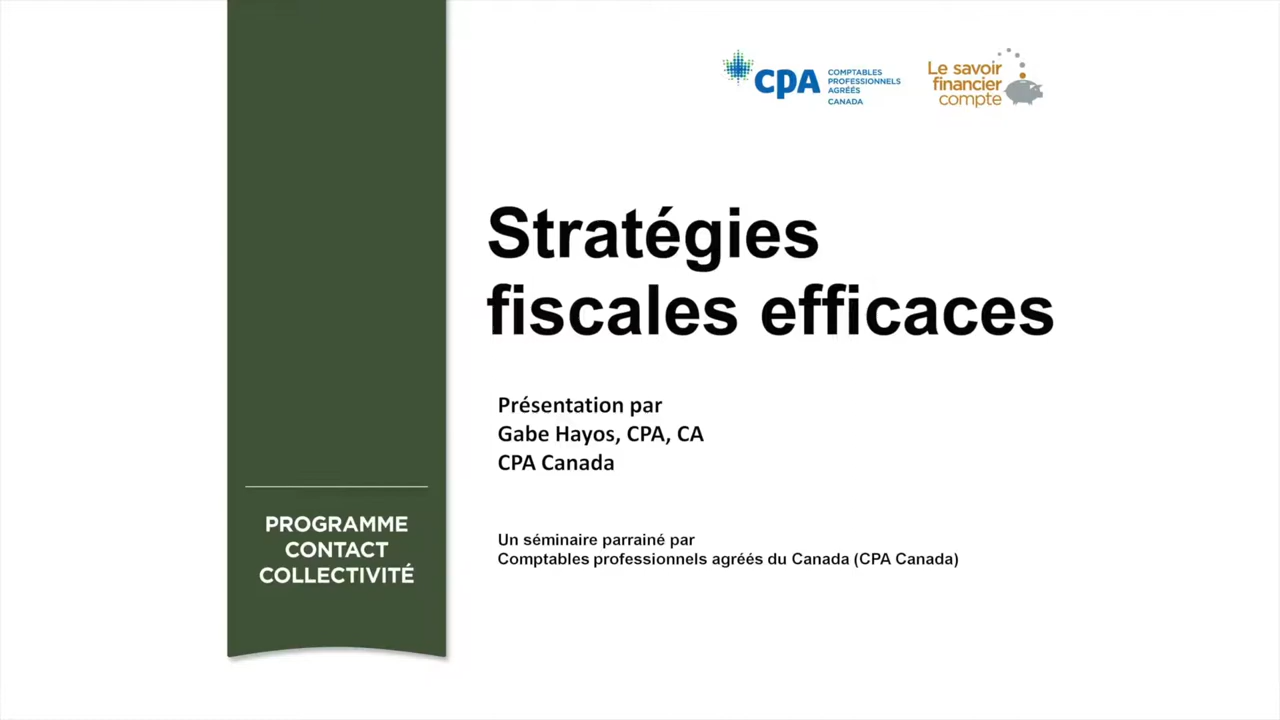 cpa
COMPTABLES
PROFESSIONNELS
AGRÉÉS
CANADA
Le savoir
financier
compte
Stratégies
fiscales efficaces
Présentation par
Gabe Hayos, CPA, CA
CPA Canada
Un séminaire parrainé par
Comptables professionnels agréés du Canada (CPA Canada)
PROGRAMME
CONTACT
COLLECTIVITÉ